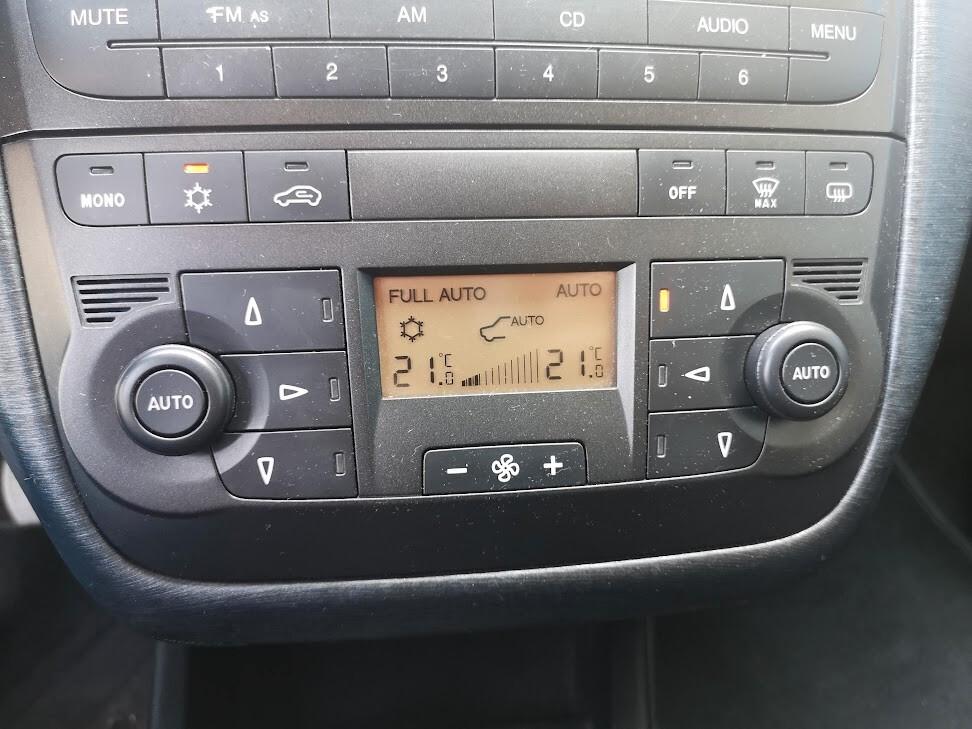 MUTE FM AS AM CD AUDIO MENU
1 2 3 4 5 6
MONO OFF MAX
FULL AUTO AUTO
AUTO
21.0 °C 21.0 °C
AUTO AUTO
- +